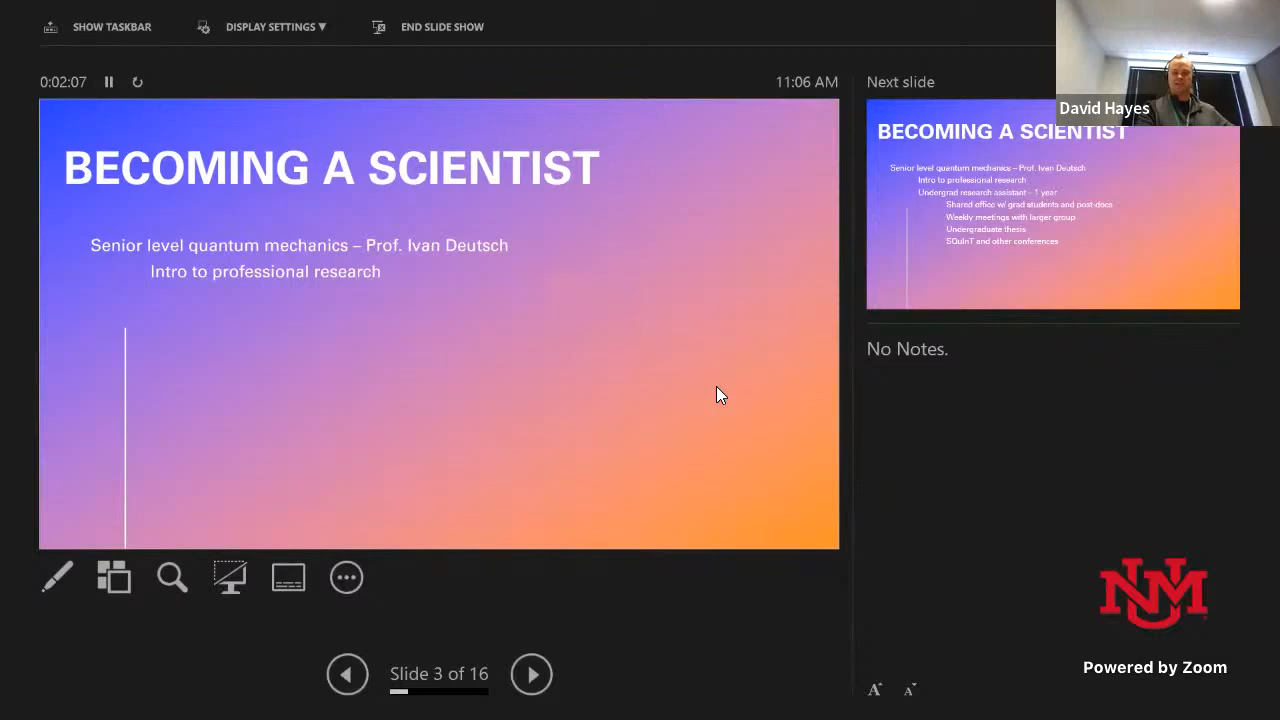 SHOW TASKBAR
DISPLAY SETTINGS ▼
END SLIDE SHOW
0:02:07
11:06 AM
BECOMING A SCIENTIST
Senior level quantum mechanics – Prof. Ivan Deutsch
Intro to professional research
Next slide
David Hayes
BECOMING A SCIENTIST
Senior level quantum mechanics – Prof. Ivan Deutsch
Intro to professional research
Undergrad research assistant – 1 year
Shared office w/ grad students and post-docs
Weekly meetings with larger group
Undergraduate thesis
SQuInT and other conferences
No Notes.
Slide 3 of 16
UNM
Powered by Zoom
A A